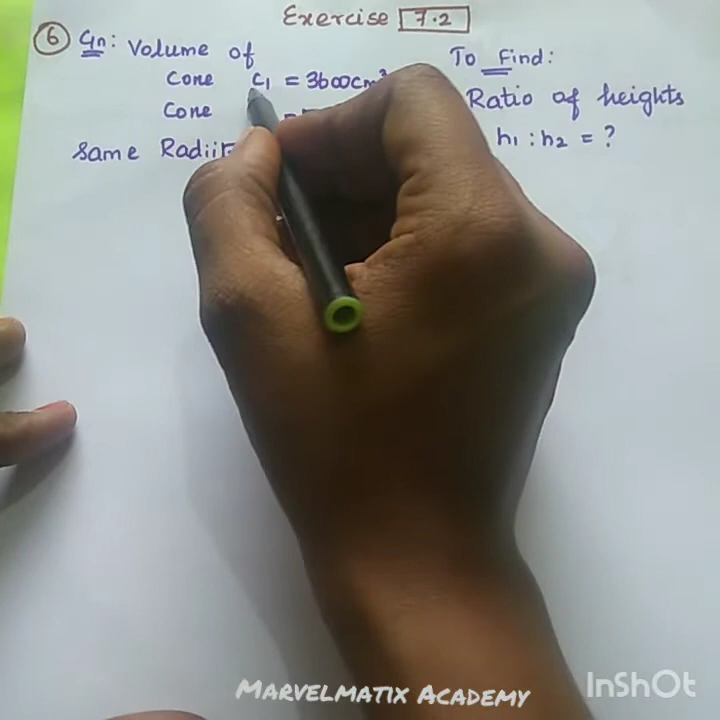 Exercise 7.2
6 Gn: Volume of
Cone C1 = 3600cm³
Cone
Same Radii
To Find:
Ratio of heights
h1 : h2 = ?
MARVELMATIX ACADEMY
InShOt